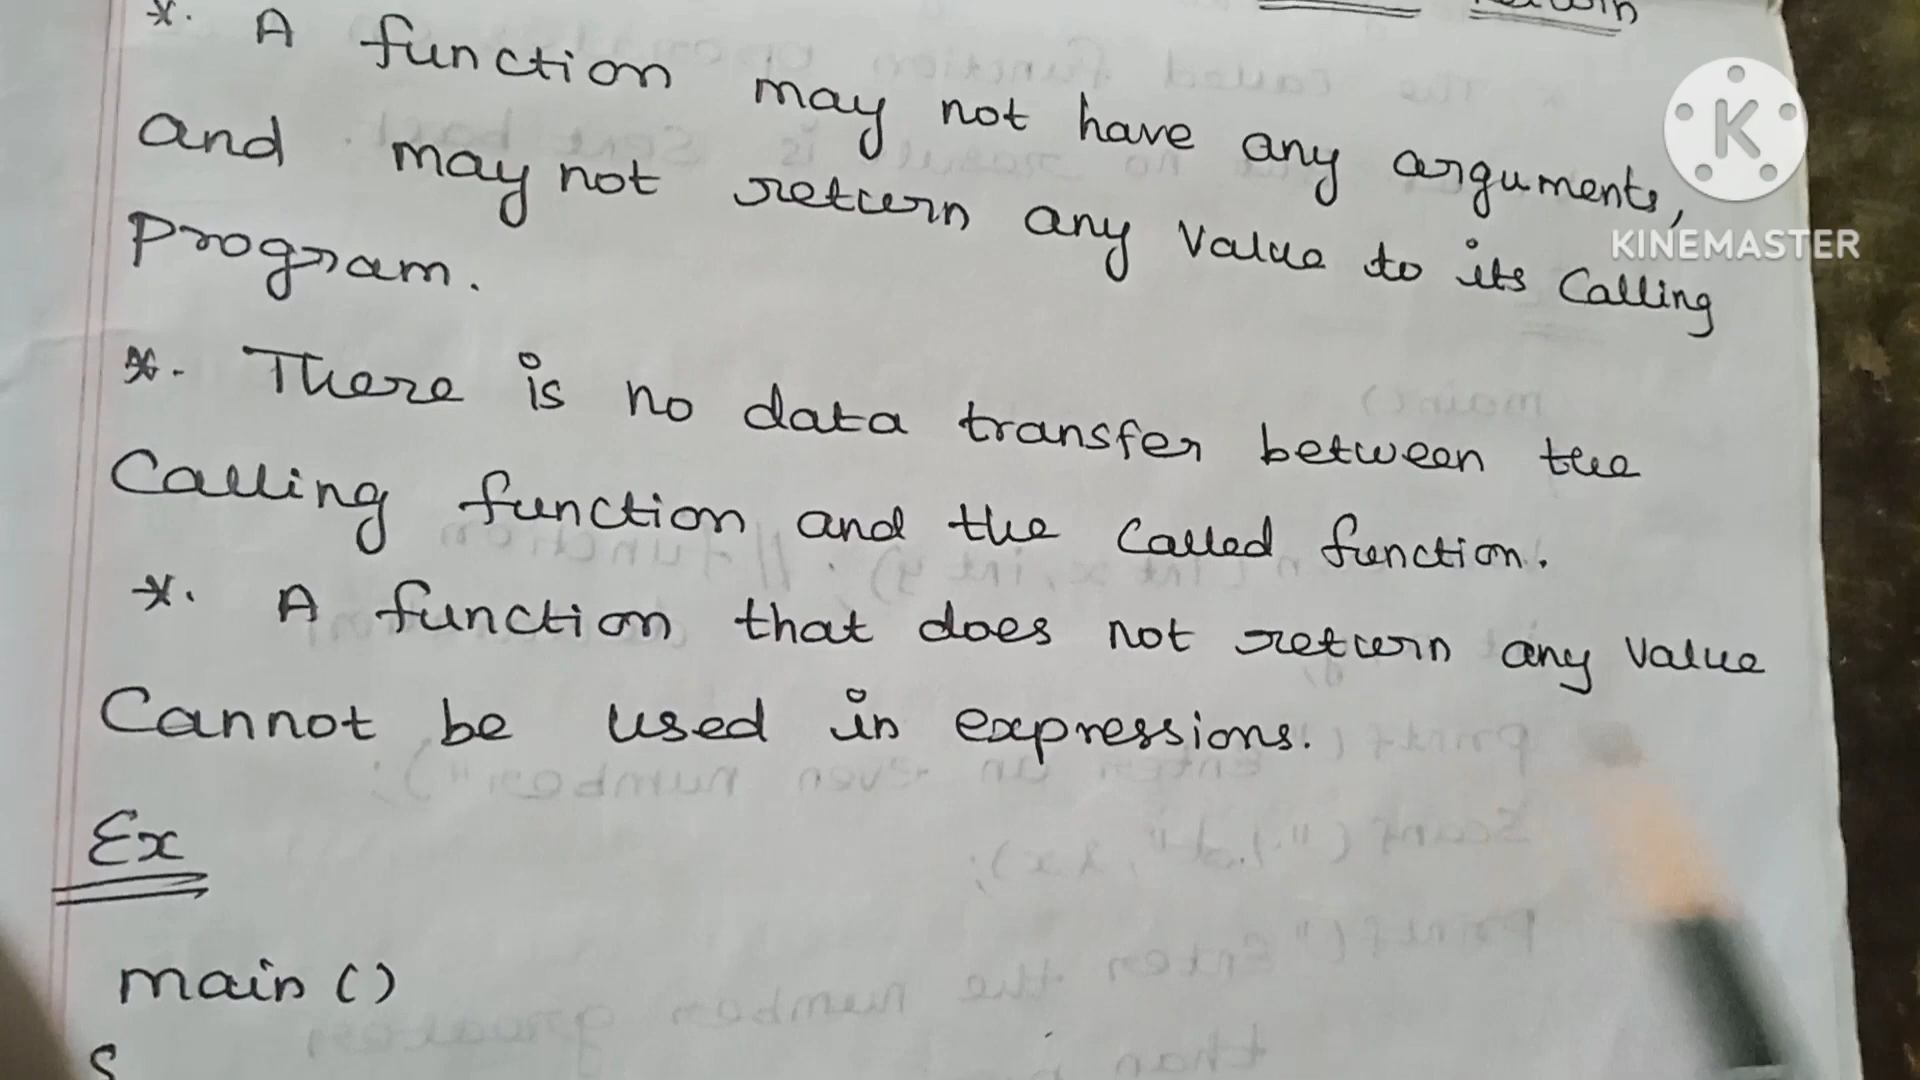 *. A function may not have any arguments,
and may not return any value to its calling
program.
*. There is no data transfer between the
Calling function and the called function.
*. A function that does not return any value
Cannot be used in expressions.
Ex
main ()
KINEMASTER